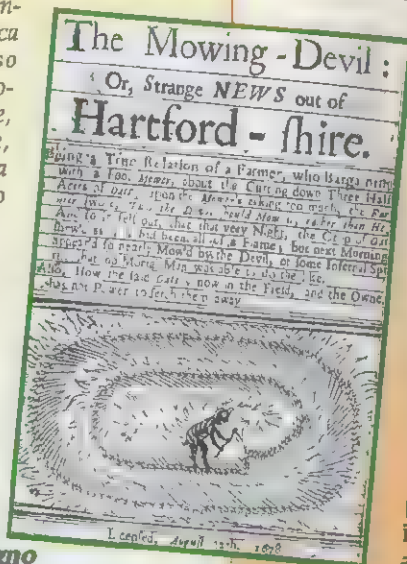 n-
ca
so
o-
e,
e,
a
o
The Mowing-Devil:
Or, Strange NEWS out of
Hartford-shire.
Being a True Relation of a Farmer, who Bargaining
with a Poor Mower, about the Cutting down Three Half
Acres of Oats, upon the Mower's asking too much, the Far-
mer swore, That the Devil should Mow it, rather than He.
And so it fell out, that that very Night, the Crop of Oat
shew'd as if it had been all of a Flame; but next Morning
appear'd so neatly Mow'd by the Devil, or some Infernal Spi-
rit, that no Mortal Man was able to do the like.
Also, How the said Oats ly now in the Field, and the Owner
has not Power to fetch them away
Licensed, August 22th. 1678
mo